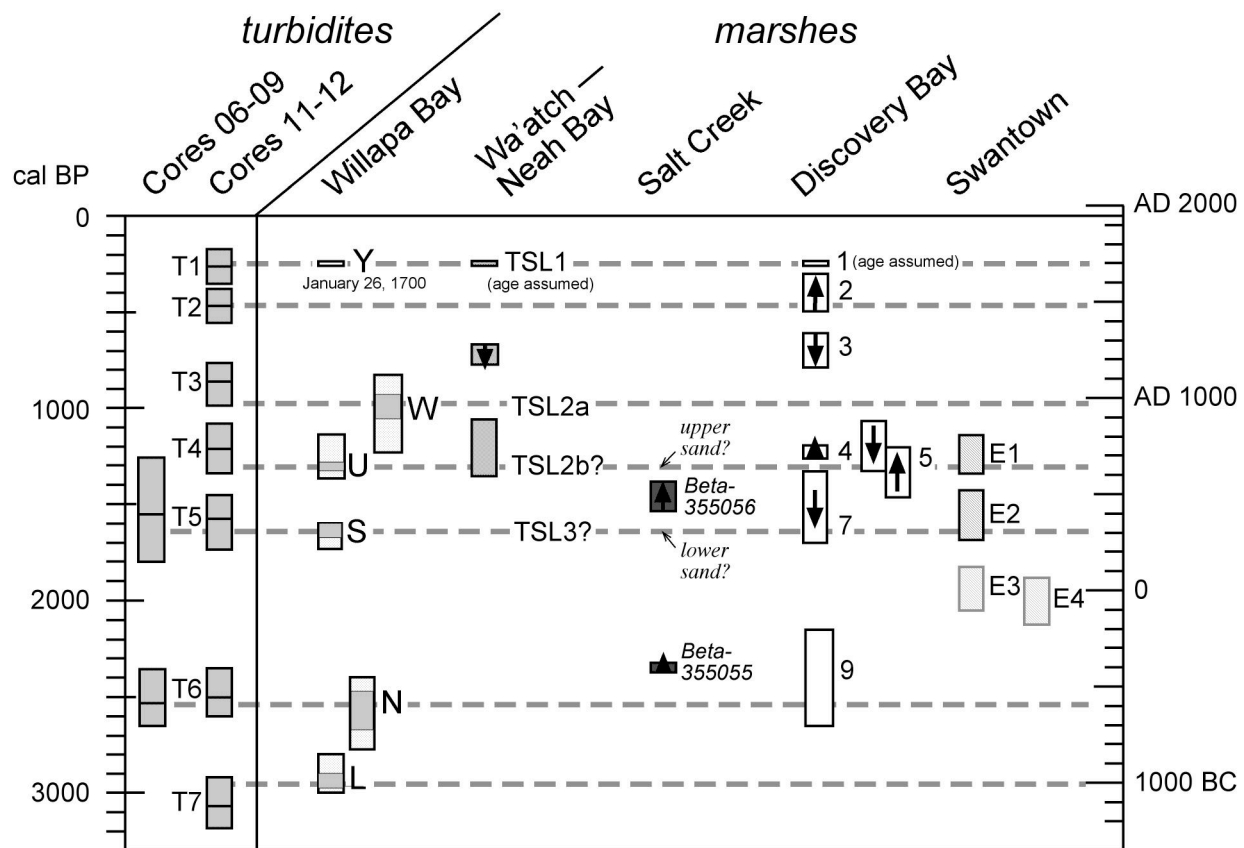 turbidites
marshes
Cores 06-09
Cores 11-12
Willapa Bay
Wa'atch –
Neah Bay
Salt Creek
Discovery Bay
Swantown
cal BP
0
1000
2000
3000
AD 2000
AD 1000
0
1000 BC
T1
T2
T3
T4
T5
T6
T7
Y
January 26, 1700
W
U
S
N
L
TSL1
(age assumed)
TSL2a
TSL2b?
TSL3?
upper
sand?
Beta-
355056
lower
sand?
Beta-
355055
1 (age assumed)
2
3
4
5
7
9
E1
E2
E3
E4